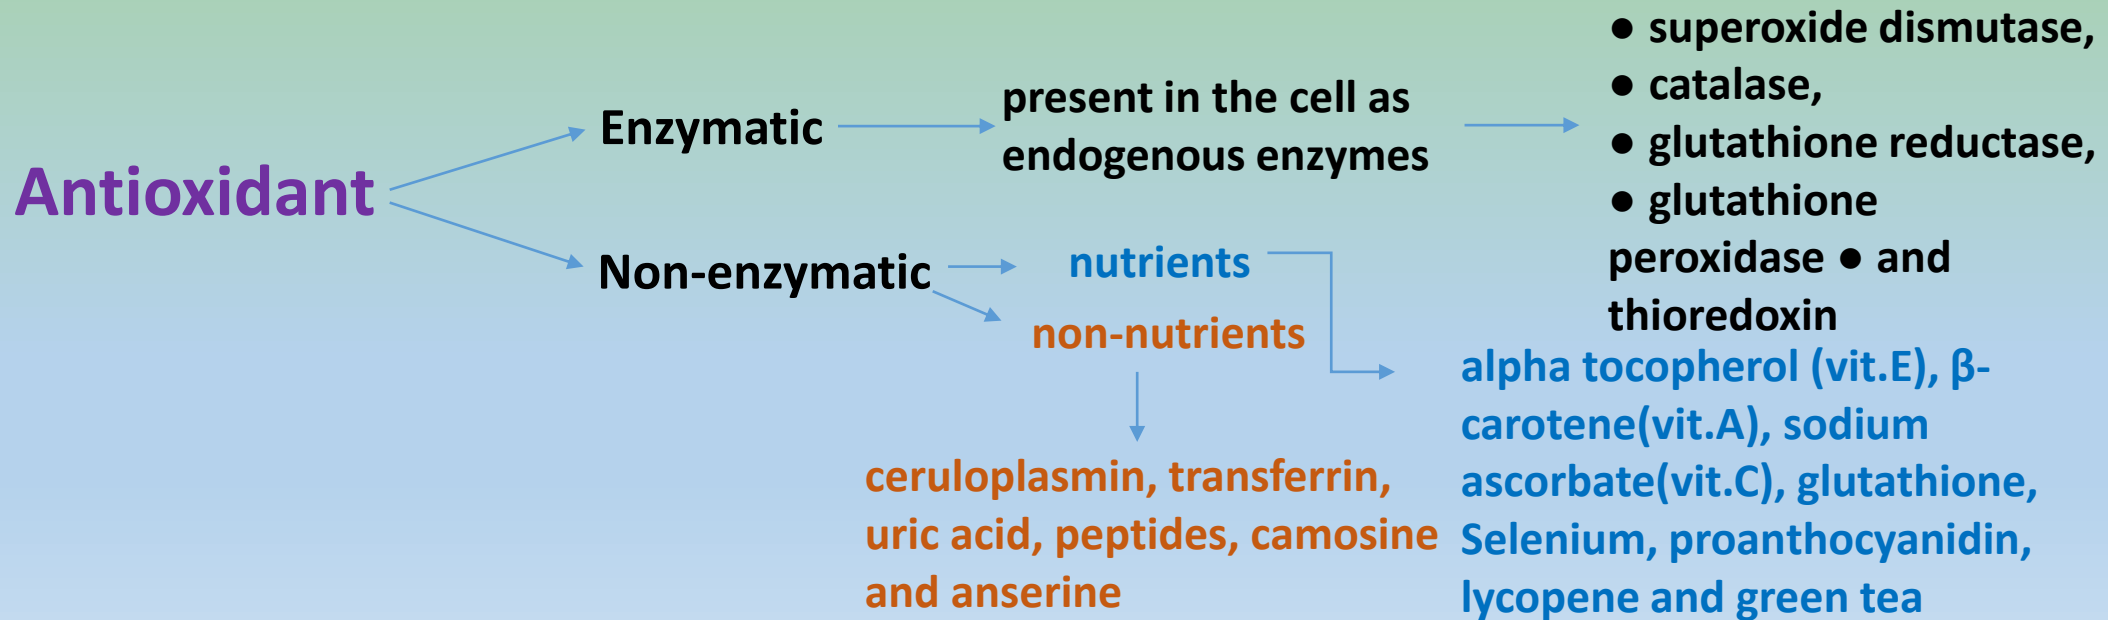 Antioxidant
Enzymatic
present in the cell as
endogenous enzymes
● superoxide dismutase,
● catalase,
● glutathione reductase,
● glutathione
peroxidase ● and
thioredoxin
Non-enzymatic
nutrients
non-nutrients
alpha tocopherol (vit.E), β-
carotene(vit.A), sodium
ascorbate(vit.C), glutathione,
Selenium, proanthocyanidin,
lycopene and green tea
ceruloplasmin, transferrin,
uric acid, peptides, camosine
and anserine